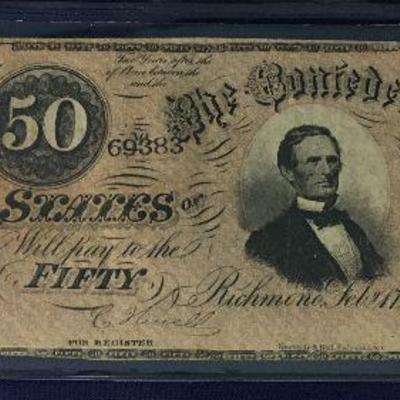 Two Years after the
of Peace between the
and the
50
No 69383
The Confede
STATES OF
Will pay to the
FIFTY
Richmond, Feb. 17
FOR REGISTER